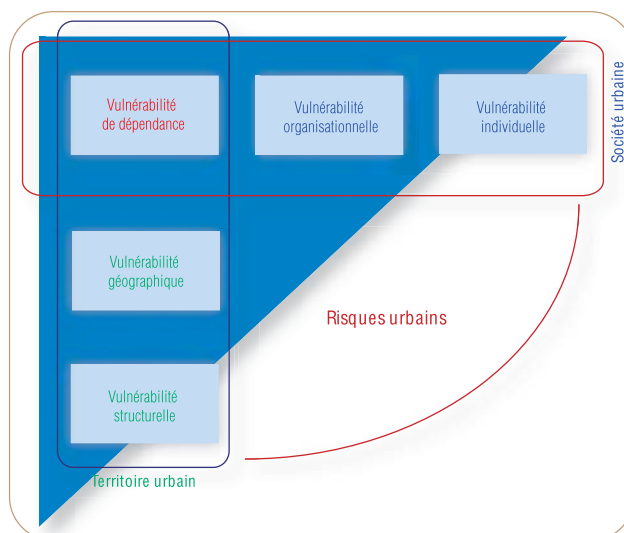 Vulnérabilité
de dépendance
Vulnérabilité
organisationnelle
Vulnérabilité
individuelle
Société urbaine
Vulnérabilité
géographique
Risques urbains
Vulnérabilité
structurelle
Territoire urbain